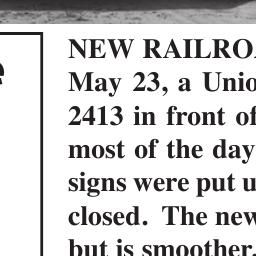 NEW RAILRO
May 23, a Unio
2413 in front of
most of the day
signs were put u
closed. The new
but is smoother.